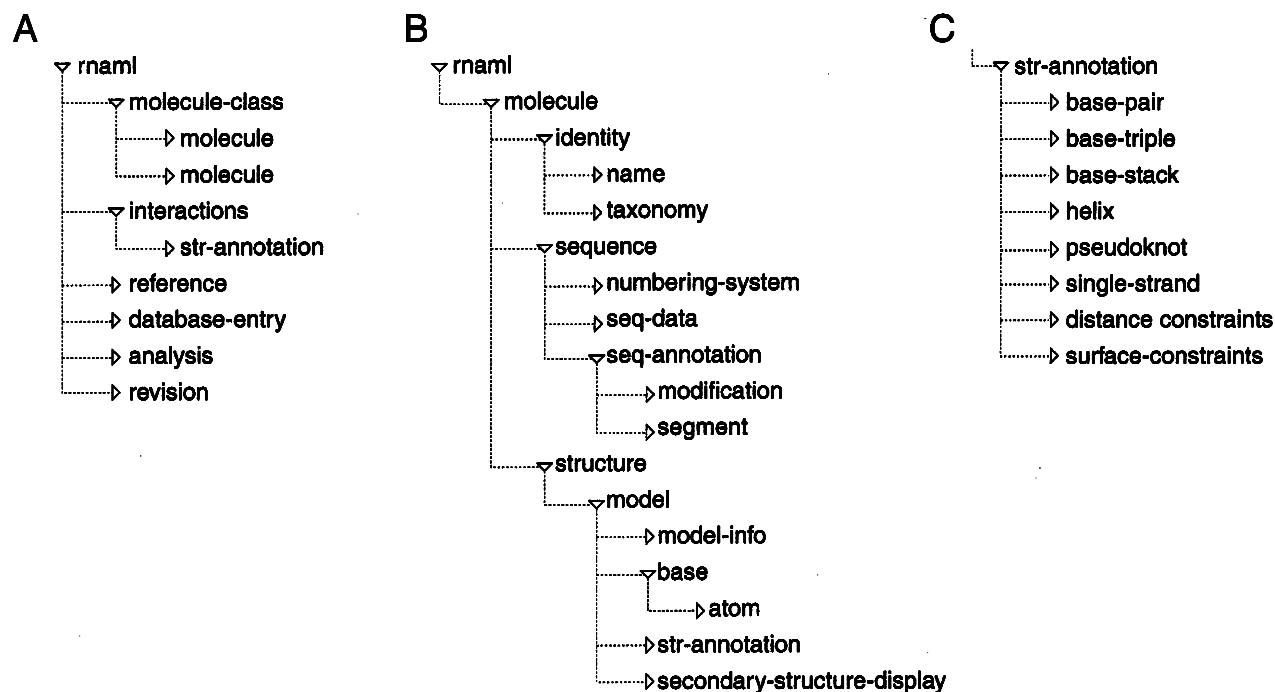 A
rnaml
molecule-class
molecule
molecule
interactions
str-annotation
reference
database-entry
analysis
revision
B
rnaml
molecule
identity
name
taxonomy
sequence
numbering-system
seq-data
seq-annotation
modification
segment
structure
model
model-info
base
atom
str-annotation
secondary-structure-display
C
str-annotation
base-pair
base-triple
base-stack
helix
pseudoknot
single-strand
distance constraints
surface-constraints